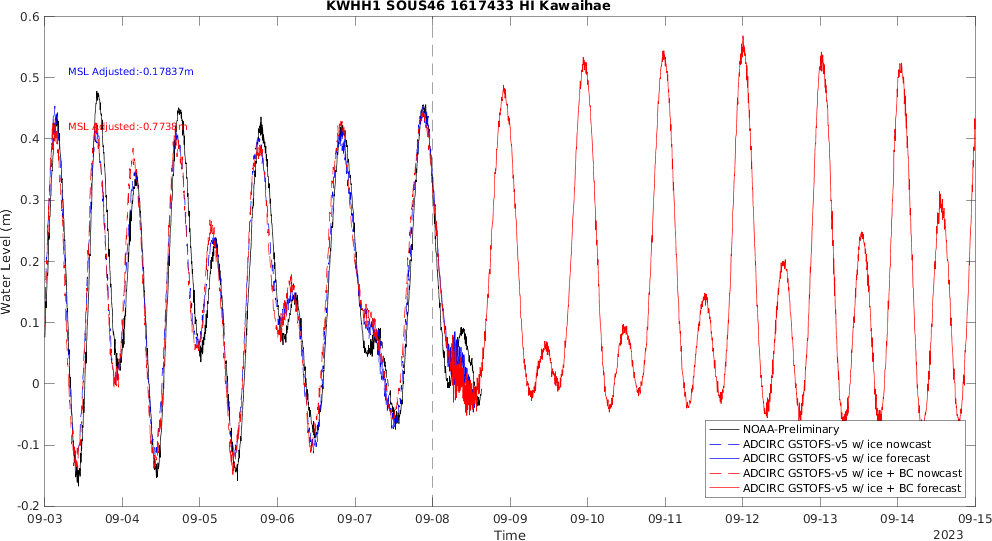 KWHH1 SOUS46 1617433 HI Kawaihae
MSL Adjusted:-0.17837m
MSL Adjusted:-0.7738m
Water Level (m)
0.6
0.5
0.4
0.3
0.2
0.1
0
-0.1
-0.2
NOAA-Preliminary
ADCIRC GSTOFS-v5 w/ ice nowcast
ADCIRC GSTOFS-v5 w/ ice forecast
ADCIRC GSTOFS-v5 w/ ice + BC nowcast
ADCIRC GSTOFS-v5 w/ ice + BC forecast
09-03 09-04 09-05 09-06 09-07 09-08 09-09 09-10 09-11 09-12 09-13 09-14 09-15
Time
2023